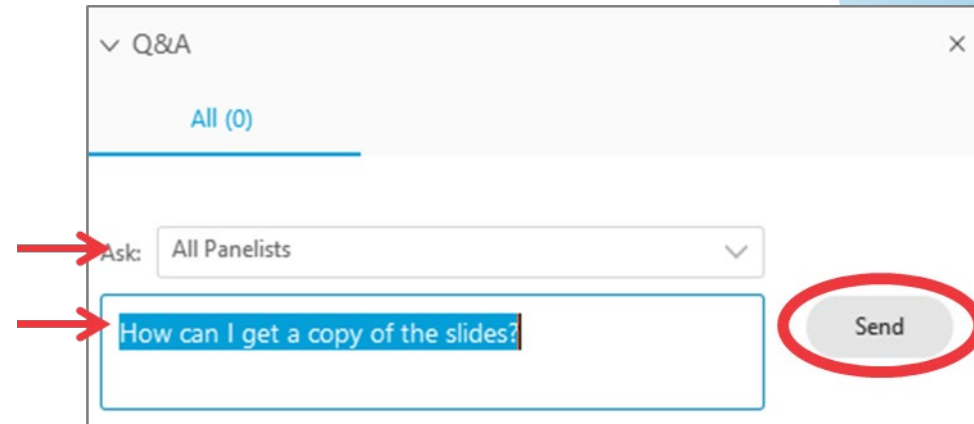 Q&A
All (0)
Ask: All Panelists
How can I get a copy of the slides?
Send